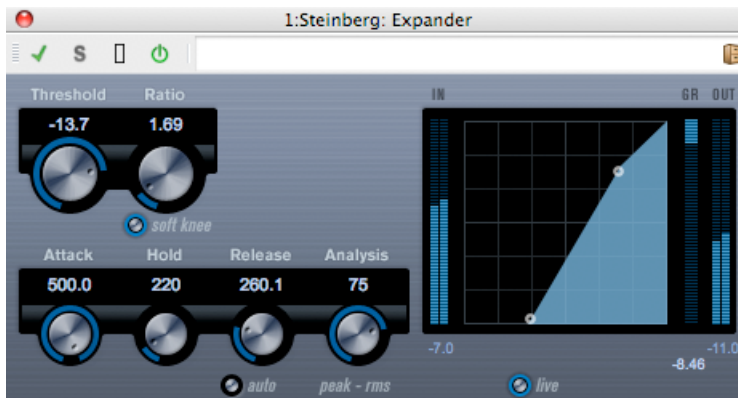 1:Steinberg: Expander
S
Threshold Ratio
-13.7 1.69
soft knee
Attack Hold Release Analysis
500.0 220 260.1 75
auto peak - rms
IN GR OUT
-7.0 -11.0
-8.46
live